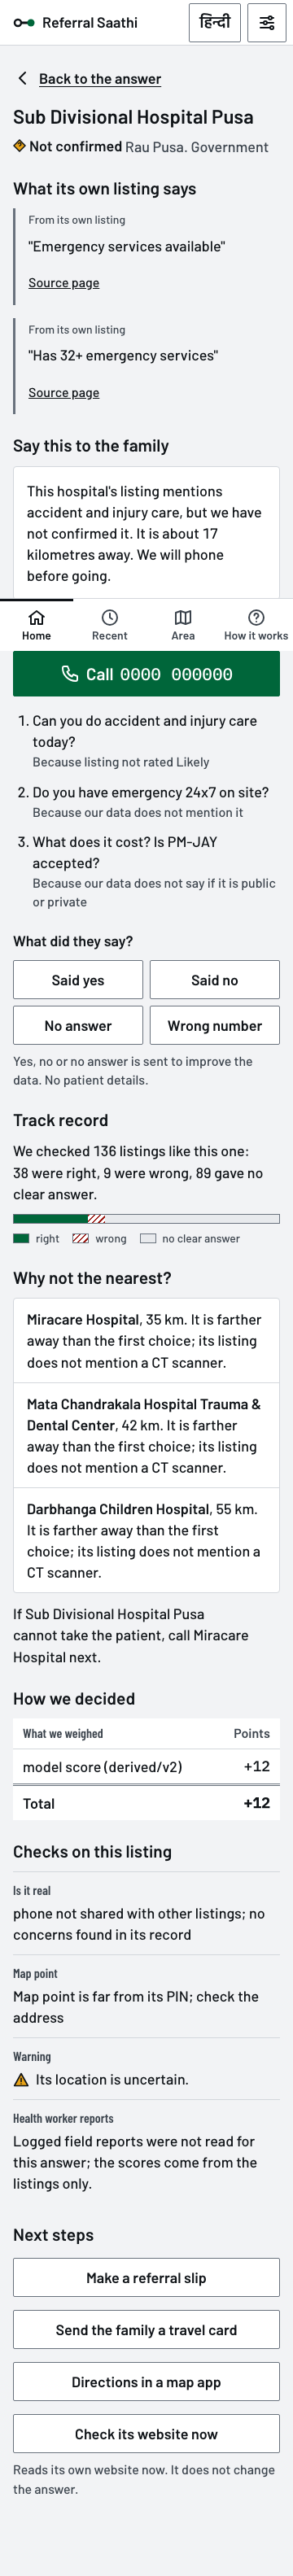 Referral Saathi
हिन्दी
Back to the answer
Sub Divisional Hospital Pusa
Not confirmed Rau Pusa. Government
What its own listing says
From its own listing
"Emergency services available"
Source page
From its own listing
"Has 32+ emergency services"
Source page
Say this to the family
This hospital's listing mentions
accident and injury care, but we have
not confirmed it. It is about 17
kilometres away. We will phone
before going.
Home
Recent
Area
How it works
Call 0000 000000
1. Can you do accident and injury care
today?
Because listing not rated Likely
2. Do you have emergency 24x7 on site?
Because our data does not mention it
3. What does it cost? Is PM-JAY
accepted?
Because our data does not say if it is public
or private
What did they say?
Said yes
Said no
No answer
Wrong number
Yes, no or no answer is sent to improve the
data. No patient details.
Track record
We checked 136 listings like this one:
38 were right, 9 were wrong, 89 gave no
clear answer.
right
wrong
no clear answer
Why not the nearest?
Miracare Hospital, 35 km. It is farther
away than the first choice; its listing
does not mention a CT scanner.
Mata Chandrakala Hospital Trauma &
Dental Center, 42 km. It is farther
away than the first choice; its listing
does not mention a CT scanner.
Darbhanga Children Hospital, 55 km.
It is farther away than the first
choice; its listing does not mention a
CT scanner.
If Sub Divisional Hospital Pusa
cannot take the patient, call Miracare
Hospital next.
How we decided
What we weighed Points
model score (derived/v2) +12
Total +12
Checks on this listing
Is it real
phone not shared with other listings; no
concerns found in its record
Map point
Map point is far from its PIN; check the
address
Warning
Its location is uncertain.
Health worker reports
Logged field reports were not read for
this answer; the scores come from the
listings only.
Next steps
Make a referral slip
Send the family a travel card
Directions in a map app
Check its website now
Reads its own website now. It does not change
the answer.